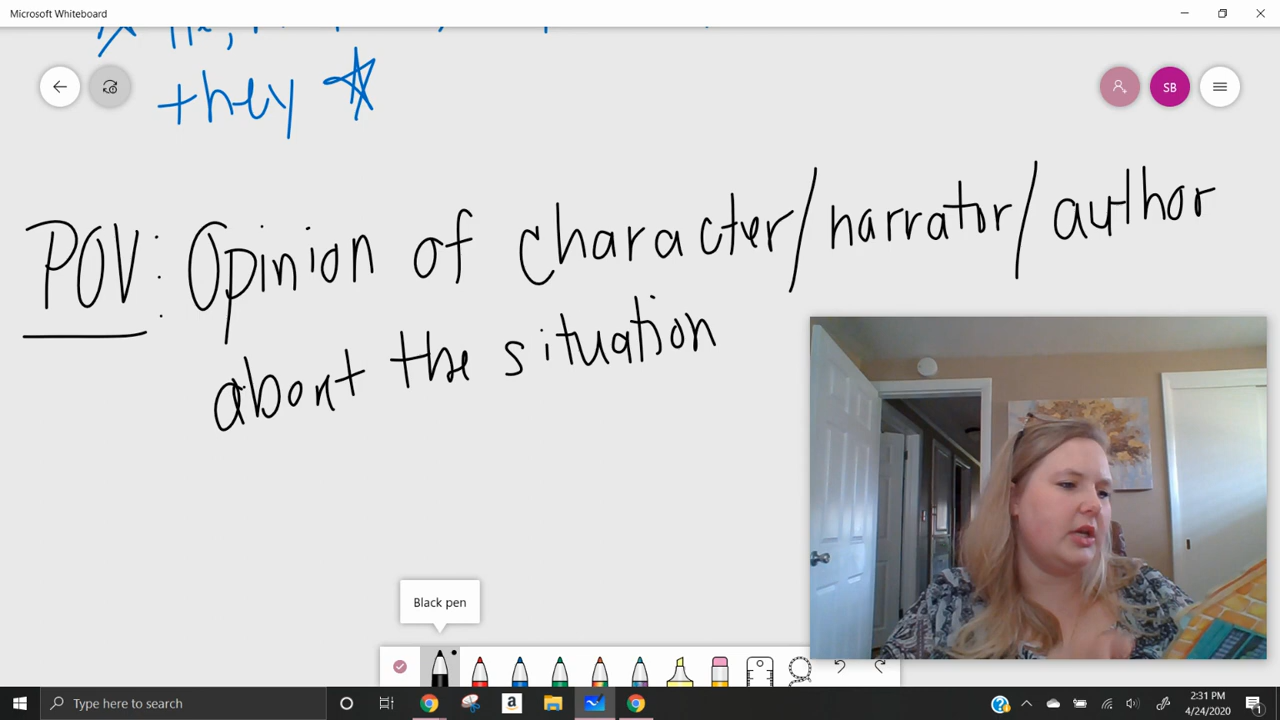 Microsoft Whiteboard
they
SB
POV: Opinion of character/narrator/author
about the situation
Black pen
Type here to search
2:31 PM
4/24/2020